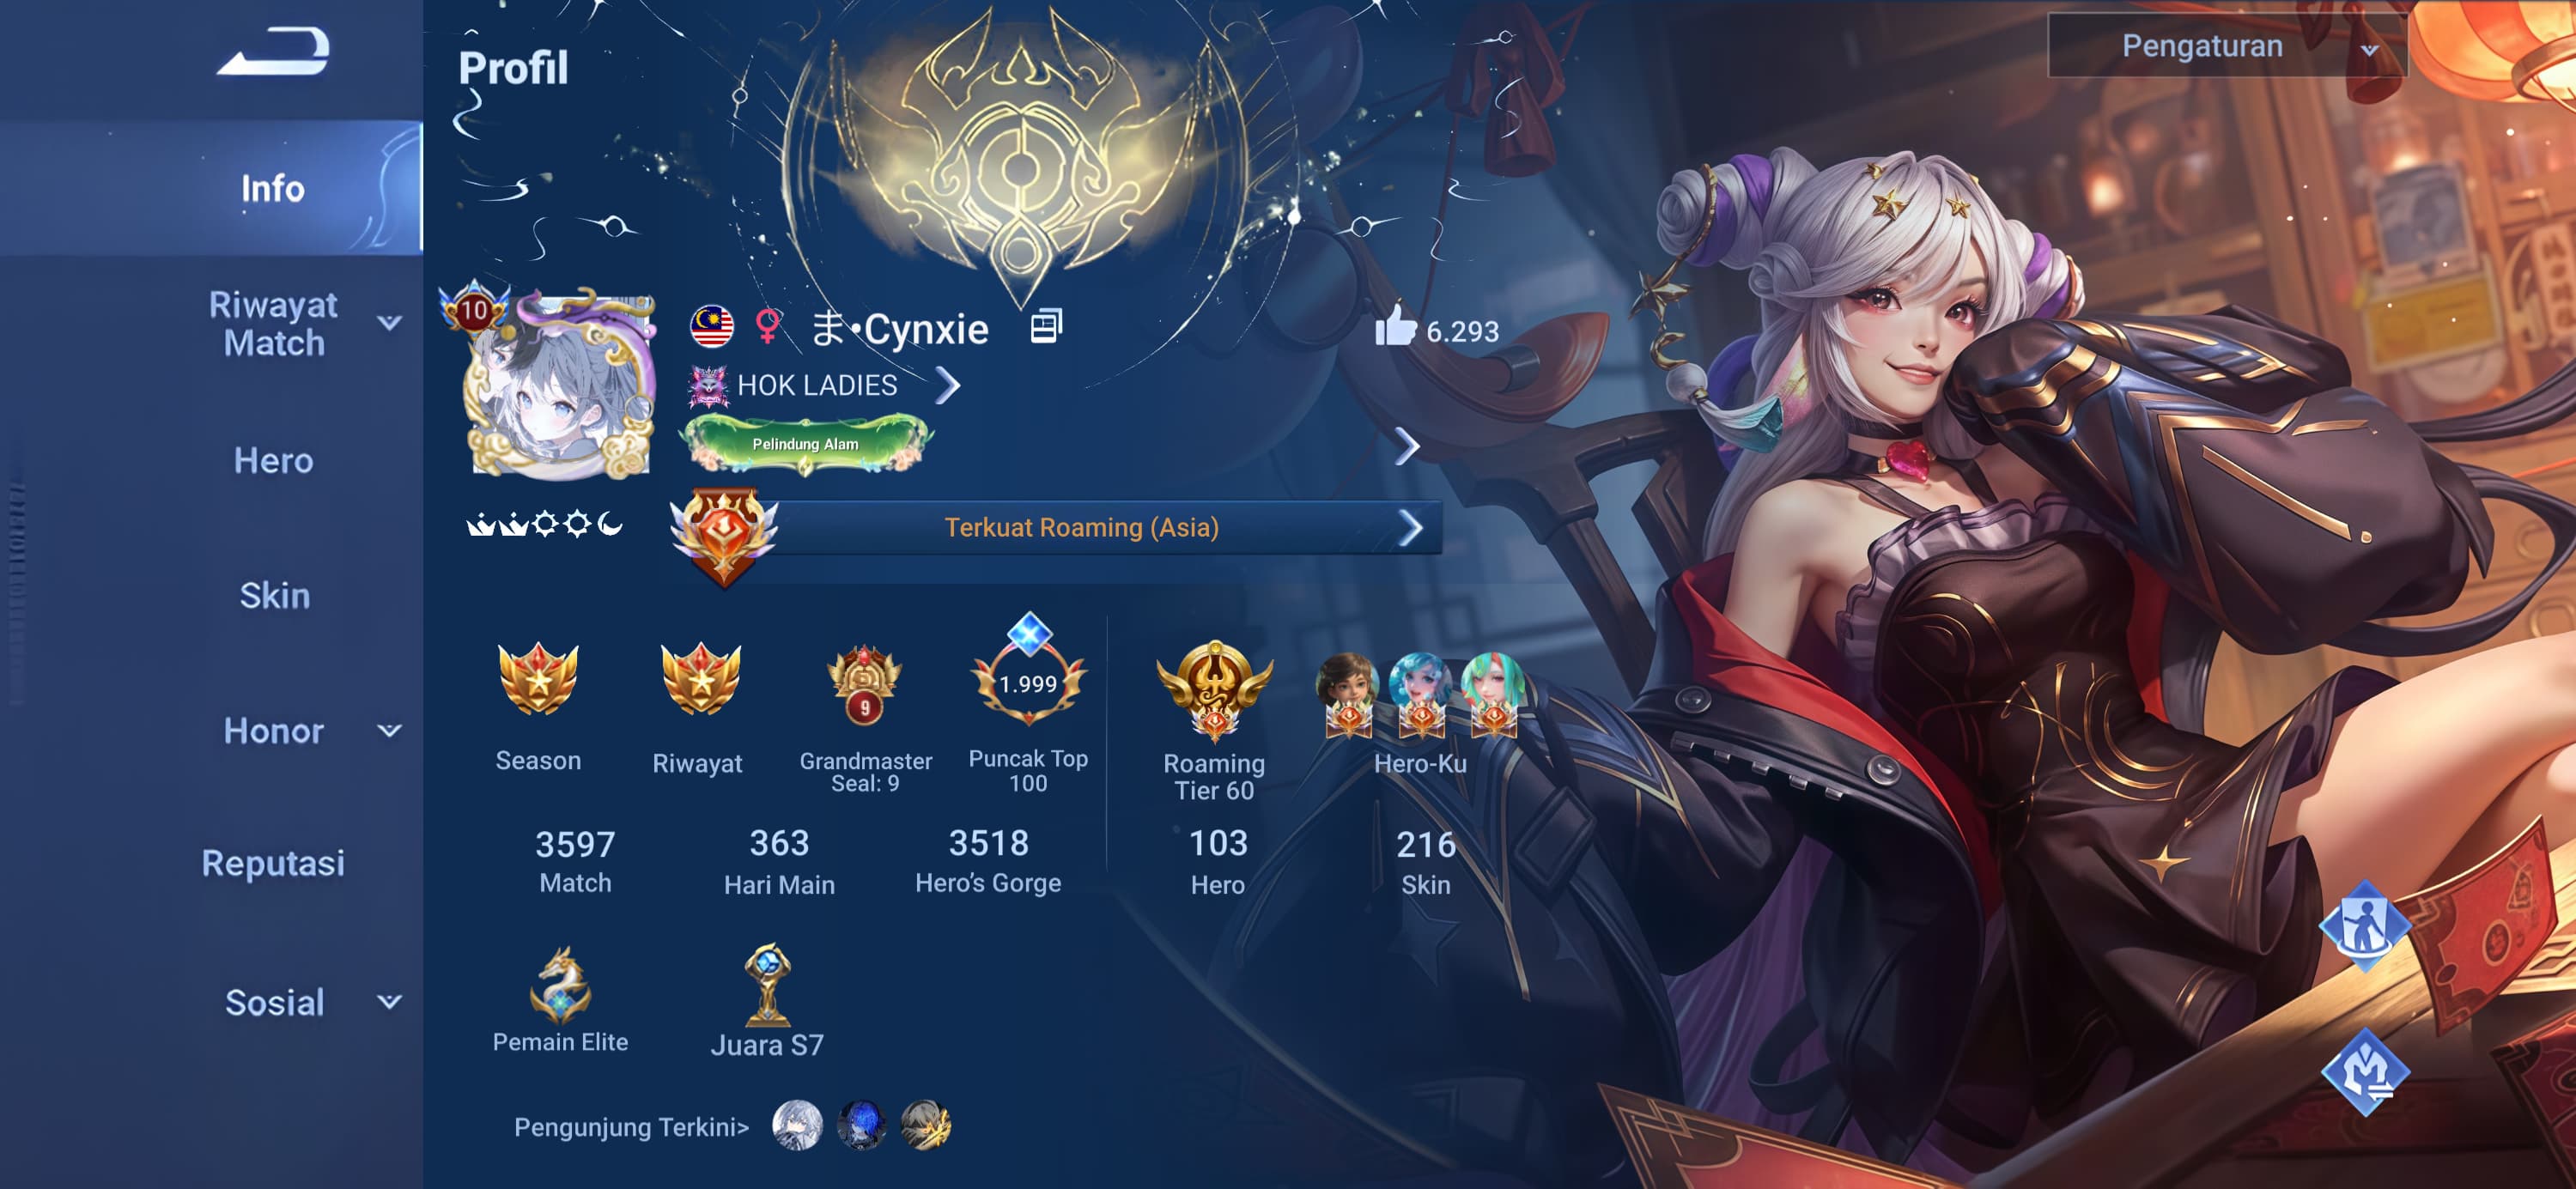 Profil
Pengaturan
Info
Riwayat
Match
Hero
Skin
Honor
Reputasi
Sosial
10
ま•Cynxie
6.293
HOK LADIES
Pelindung Alam
Terkuat Roaming (Asia)
9
1.999
Season
Riwayat
Grandmaster
Seal: 9
Puncak Top
100
Roaming
Tier 60
Hero-Ku
3597
Match
363
Hari Main
3518
Hero's Gorge
103
Hero
216
Skin
Pemain Elite
Juara S7
Pengunjung Terkini>